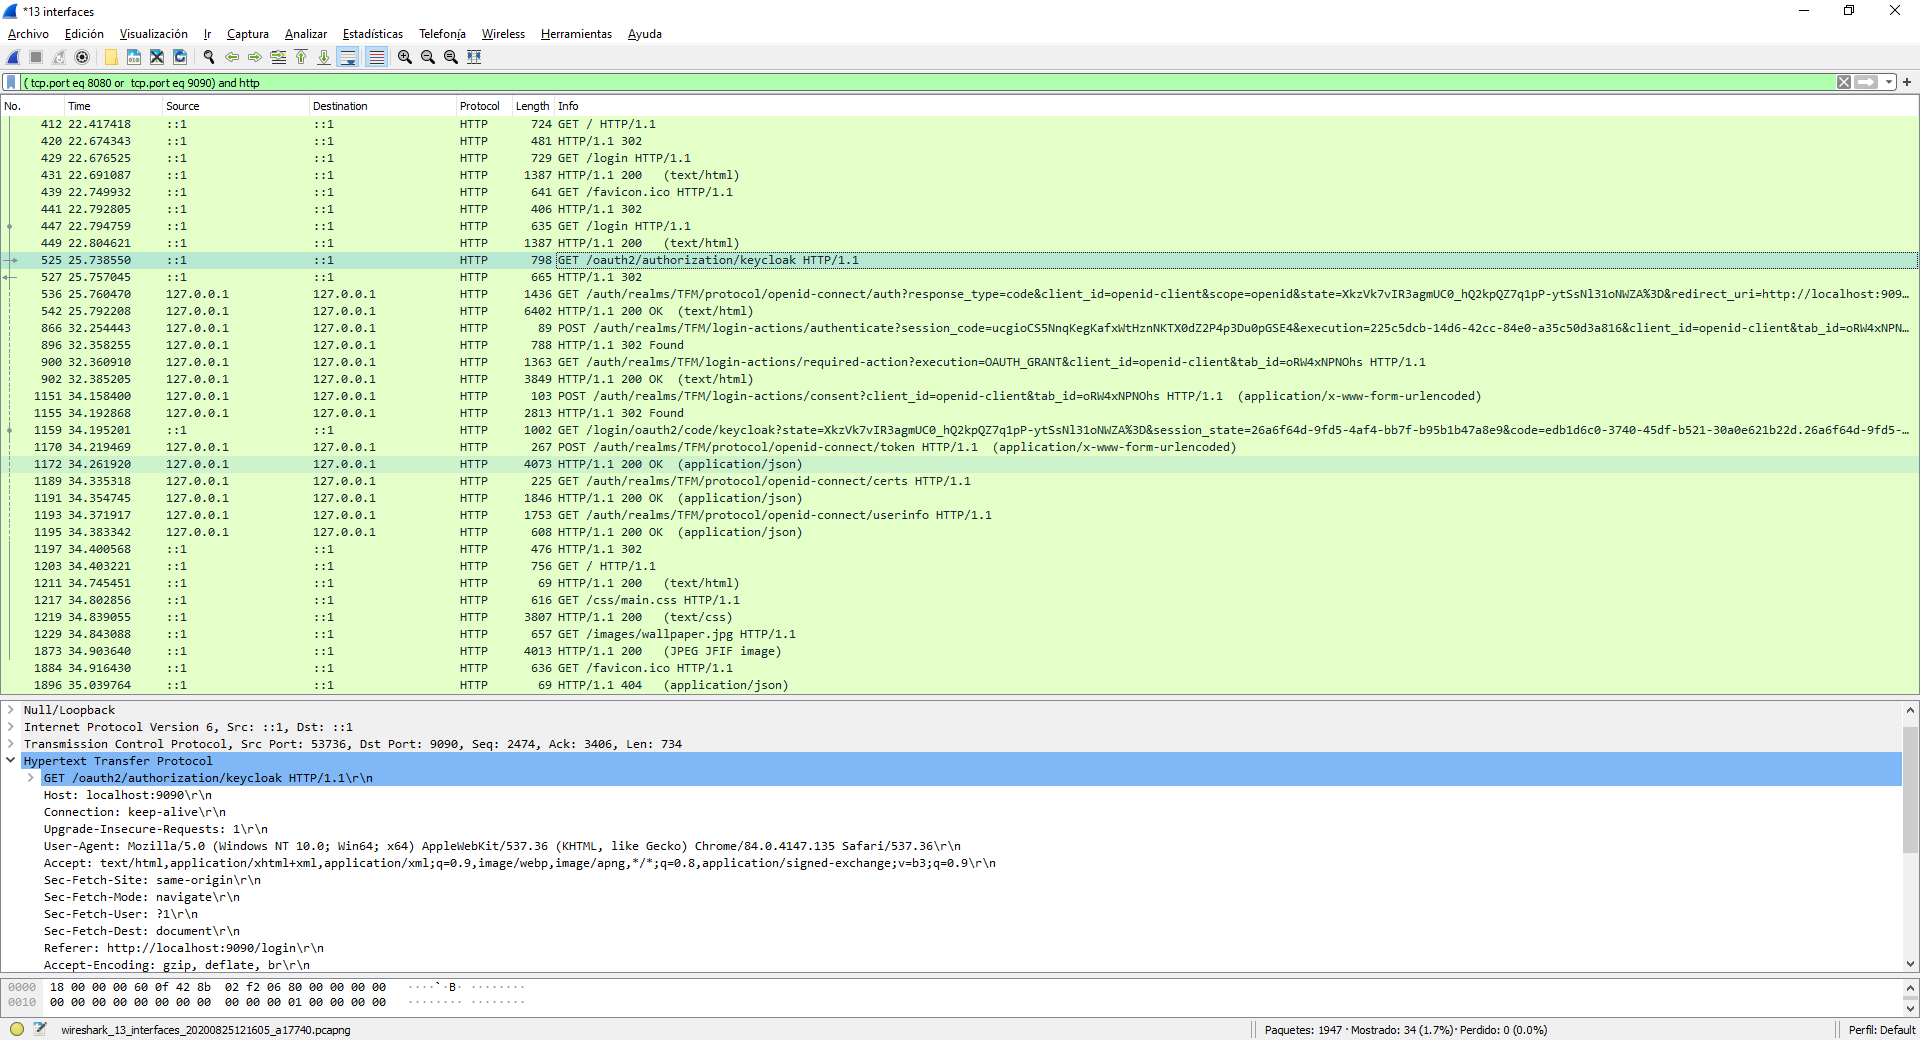 *13 interfaces
Archivo Edición Visualización Ir Captura Analizar Estadísticas Telefonía Wireless Herramientas Ayuda
( tcp.port eq 8080 or  tcp.port eq 9090) and http
No. Time Source Destination Protocol Length Info
412 22.417418 ::1 ::1 HTTP 724 GET / HTTP/1.1
420 22.674343 ::1 ::1 HTTP 481 HTTP/1.1 302
429 22.676525 ::1 ::1 HTTP 729 GET /login HTTP/1.1
431 22.691087 ::1 ::1 HTTP 1387 HTTP/1.1 200   (text/html)
439 22.749932 ::1 ::1 HTTP 641 GET /favicon.ico HTTP/1.1
441 22.792805 ::1 ::1 HTTP 406 HTTP/1.1 302
447 22.794759 ::1 ::1 HTTP 635 GET /login HTTP/1.1
449 22.804621 ::1 ::1 HTTP 1387 HTTP/1.1 200   (text/html)
525 25.738550 ::1 ::1 HTTP 798 GET /oauth2/authorization/keycloak HTTP/1.1
527 25.757045 ::1 ::1 HTTP 665 HTTP/1.1 302
536 25.760470 127.0.0.1 127.0.0.1 HTTP 1436 GET /auth/realms/TFM/protocol/openid-connect/auth?response_type=code&client_id=openid-client&scope=openid&state=XkzVk7vIR3agmUC0_hQ2kpQZ7q1pP-ytSsNl31oNWZA%3D&redirect_uri=http://localhost:909…
542 25.792208 127.0.0.1 127.0.0.1 HTTP 6402 HTTP/1.1 200 OK  (text/html)
866 32.254443 127.0.0.1 127.0.0.1 HTTP 89 POST /auth/realms/TFM/login-actions/authenticate?session_code=ucgioCS5NnqKegKafxWtHznNKTX0dZ2P4p3Du0pGSE4&execution=225c5dcb-14d6-42cc-84e0-a35c50d3a816&client_id=openid-client&tab_id=oRW4xNPN…
896 32.358255 127.0.0.1 127.0.0.1 HTTP 788 HTTP/1.1 302 Found
900 32.360910 127.0.0.1 127.0.0.1 HTTP 1363 GET /auth/realms/TFM/login-actions/required-action?execution=OAUTH_GRANT&client_id=openid-client&tab_id=oRW4xNPNOhs HTTP/1.1
902 32.385205 127.0.0.1 127.0.0.1 HTTP 3849 HTTP/1.1 200 OK  (text/html)
1151 34.158400 127.0.0.1 127.0.0.1 HTTP 103 POST /auth/realms/TFM/login-actions/consent?client_id=openid-client&tab_id=oRW4xNPNOhs HTTP/1.1  (application/x-www-form-urlencoded)
1155 34.192868 127.0.0.1 127.0.0.1 HTTP 2813 HTTP/1.1 302 Found
1159 34.195201 ::1 ::1 HTTP 1002 GET /login/oauth2/code/keycloak?state=XkzVk7vIR3agmUC0_hQ2kpQZ7q1pP-ytSsNl31oNWZA%3D&session_state=26a6f64d-9fd5-4af4-bb7f-b95b1b47a8e9&code=edb1d6c0-3740-45df-b521-30a0e621b22d.26a6f64d-9fd5-…
1170 34.219469 127.0.0.1 127.0.0.1 HTTP 267 POST /auth/realms/TFM/protocol/openid-connect/token HTTP/1.1  (application/x-www-form-urlencoded)
1172 34.261920 127.0.0.1 127.0.0.1 HTTP 4073 HTTP/1.1 200 OK  (application/json)
1189 34.335318 127.0.0.1 127.0.0.1 HTTP 225 GET /auth/realms/TFM/protocol/openid-connect/certs HTTP/1.1
1191 34.354745 127.0.0.1 127.0.0.1 HTTP 1846 HTTP/1.1 200 OK  (application/json)
1193 34.371917 127.0.0.1 127.0.0.1 HTTP 1753 GET /auth/realms/TFM/protocol/openid-connect/userinfo HTTP/1.1
1195 34.383342 127.0.0.1 127.0.0.1 HTTP 608 HTTP/1.1 200 OK  (application/json)
1197 34.400568 ::1 ::1 HTTP 476 HTTP/1.1 302
1203 34.403221 ::1 ::1 HTTP 756 GET / HTTP/1.1
1211 34.745451 ::1 ::1 HTTP 69 HTTP/1.1 200   (text/html)
1217 34.802856 ::1 ::1 HTTP 616 GET /css/main.css HTTP/1.1
1219 34.839055 ::1 ::1 HTTP 3807 HTTP/1.1 200   (text/css)
1229 34.843088 ::1 ::1 HTTP 657 GET /images/wallpaper.jpg HTTP/1.1
1873 34.903640 ::1 ::1 HTTP 4013 HTTP/1.1 200   (JPEG JFIF image)
1884 34.916430 ::1 ::1 HTTP 636 GET /favicon.ico HTTP/1.1
1896 35.039764 ::1 ::1 HTTP 69 HTTP/1.1 404   (application/json)
Null/Loopback
Internet Protocol Version 6, Src: ::1, Dst: ::1
Transmission Control Protocol, Src Port: 53736, Dst Port: 9090, Seq: 2474, Ack: 3406, Len: 734
Hypertext Transfer Protocol
GET /oauth2/authorization/keycloak HTTP/1.1\r\n
Host: localhost:9090\r\n
Connection: keep-alive\r\n
Upgrade-Insecure-Requests: 1\r\n
User-Agent: Mozilla/5.0 (Windows NT 10.0; Win64; x64) AppleWebKit/537.36 (KHTML, like Gecko) Chrome/84.0.4147.135 Safari/537.36\r\n
Accept: text/html,application/xhtml+xml,application/xml;q=0.9,image/webp,image/apng,*/*;q=0.8,application/signed-exchange;v=b3;q=0.9\r\n
Sec-Fetch-Site: same-origin\r\n
Sec-Fetch-Mode: navigate\r\n
Sec-Fetch-User: ?1\r\n
Sec-Fetch-Dest: document\r\n
Referer: http://localhost:9090/login\r\n
Accept-Encoding: gzip, deflate, br\r\n
0000 18 00 00 00 60 0f 42 8b  02 f2 06 80 00 00 00 00 ····`·B· ········
0010 00 00 00 00 00 00 00 00  00 00 00 01 00 00 00 00 ········ ········
wireshark_13_interfaces_20200825121605_a17740.pcapng Paquetes: 1947 · Mostrado: 34 (1.7%) · Perdido: 0 (0.0%) Perfil: Default